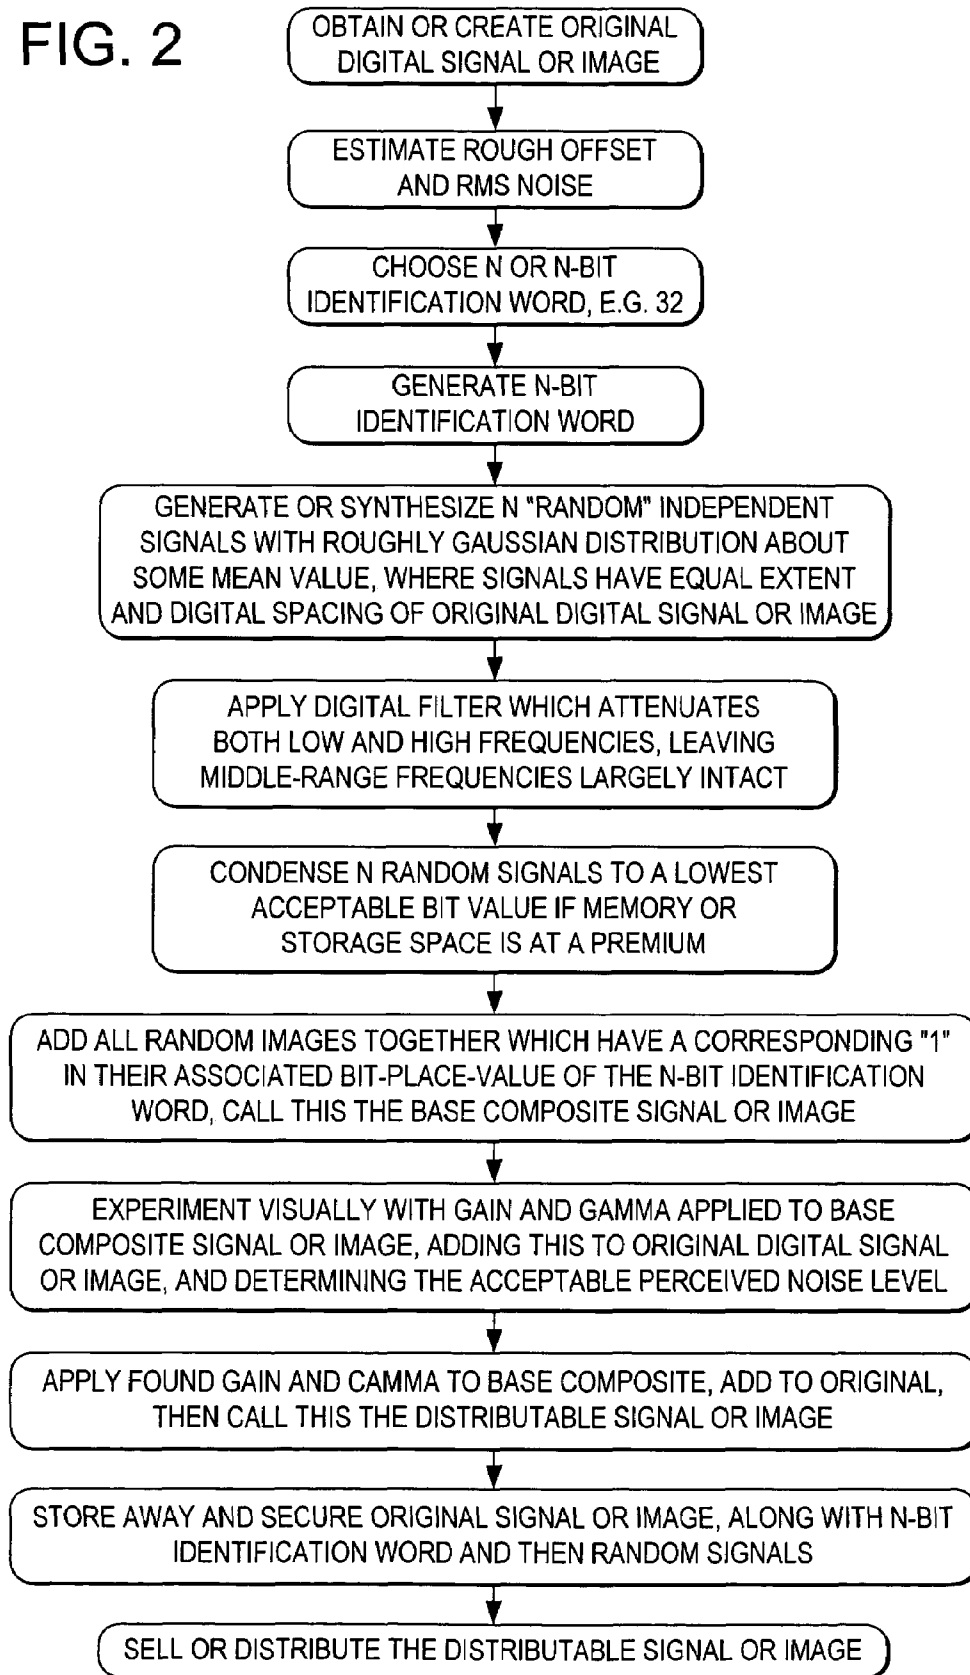 FIG. 2
OBTAIN OR CREATE ORIGINAL
DIGITAL SIGNAL OR IMAGE
ESTIMATE ROUGH OFFSET
AND RMS NOISE
CHOOSE N OR N-BIT
IDENTIFICATION WORD, E.G. 32
GENERATE N-BIT
IDENTIFICATION WORD
GENERATE OR SYNTHESIZE N "RANDOM" INDEPENDENT
SIGNALS WITH ROUGHLY GAUSSIAN DISTRIBUTION ABOUT
SOME MEAN VALUE, WHERE SIGNALS HAVE EQUAL EXTENT
AND DIGITAL SPACING OF ORIGINAL DIGITAL SIGNAL OR IMAGE
APPLY DIGITAL FILTER WHICH ATTENUATES
BOTH LOW AND HIGH FREQUENCIES, LEAVING
MIDDLE-RANGE FREQUENCIES LARGELY INTACT
CONDENSE N RANDOM SIGNALS TO A LOWEST
ACCEPTABLE BIT VALUE IF MEMORY OR
STORAGE SPACE IS AT A PREMIUM
ADD ALL RANDOM IMAGES TOGETHER WHICH HAVE A CORRESPONDING "1"
IN THEIR ASSOCIATED BIT-PLACE-VALUE OF THE N-BIT IDENTIFICATION
WORD, CALL THIS THE BASE COMPOSITE SIGNAL OR IMAGE
EXPERIMENT VISUALLY WITH GAIN AND GAMMA APPLIED TO BASE
COMPOSITE SIGNAL OR IMAGE, ADDING THIS TO ORIGINAL DIGITAL SIGNAL
OR IMAGE, AND DETERMINING THE ACCEPTABLE PERCEIVED NOISE LEVEL
APPLY FOUND GAIN AND CAMMA TO BASE COMPOSITE, ADD TO ORIGINAL,
THEN CALL THIS THE DISTRIBUTABLE SIGNAL OR IMAGE
STORE AWAY AND SECURE ORIGINAL SIGNAL OR IMAGE, ALONG WITH N-BIT
IDENTIFICATION WORD AND THEN RANDOM SIGNALS
SELL OR DISTRIBUTE THE DISTRIBUTABLE SIGNAL OR IMAGE